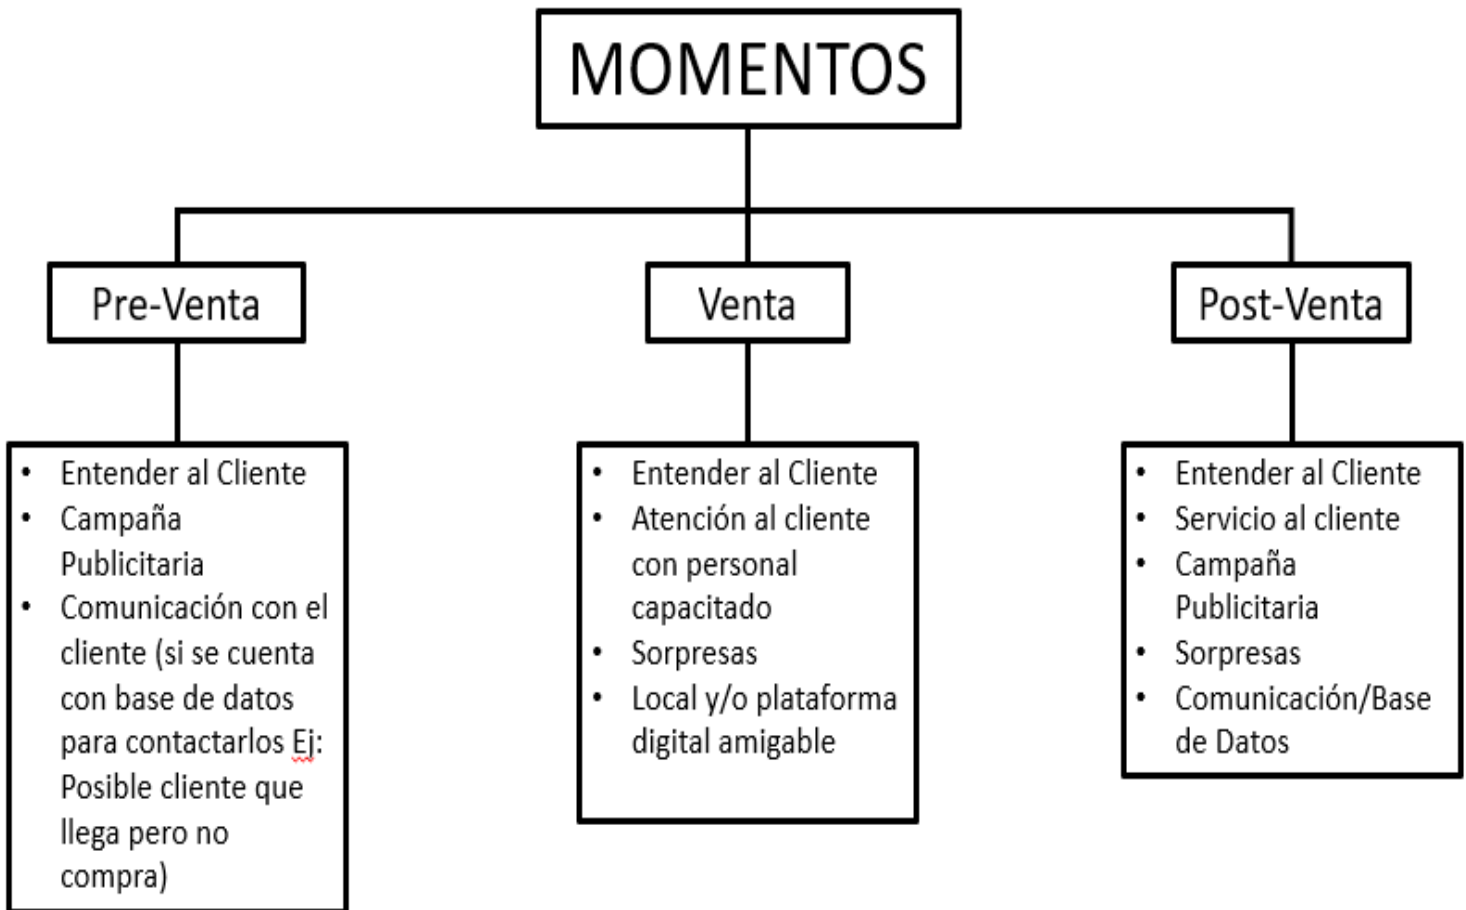 MOMENTOS
Pre-Venta
• Entender al Cliente
• Campaña
Publicitaria
• Comunicación con el
cliente (si se cuenta
con base de datos
para contactarlos Ej:
Posible cliente que
llega pero no
compra)
Venta
• Entender al Cliente
• Atención al cliente
con personal
capacitado
• Sorpresas
• Local y/o plataforma
digital amigable
Post-Venta
• Entender al Cliente
• Servicio al cliente
• Campaña
Publicitaria
• Sorpresas
• Comunicación/Base
de Datos